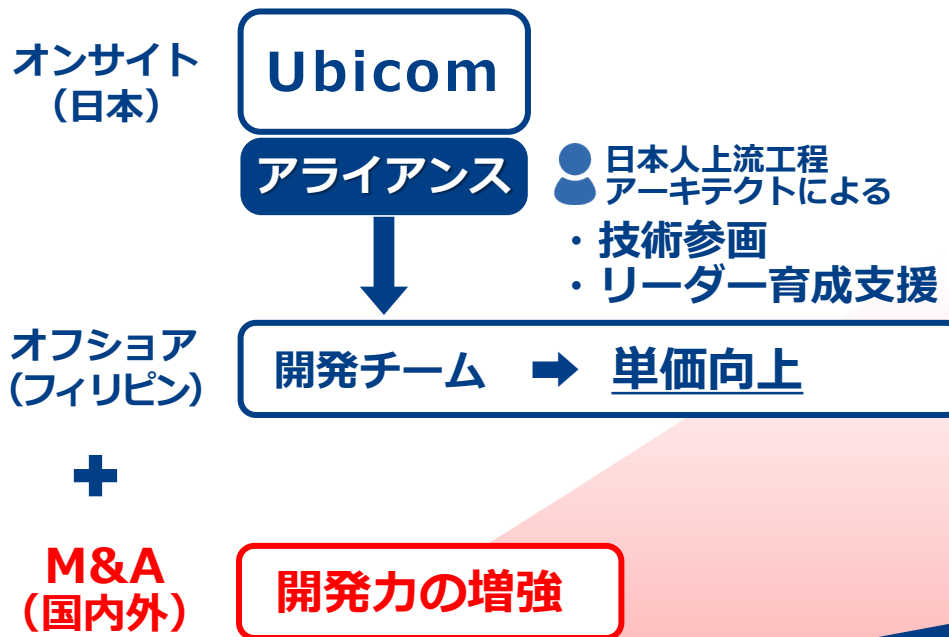 オンサイト
（日本）
Ubicom
アライアンス
日本人上流工程
アーキテクトによる
・技術参画
・リーダー育成支援
オフショア
（フィリピン）
開発チーム ➡ 単価向上
+
M&A
（国内外）
開発力の増強